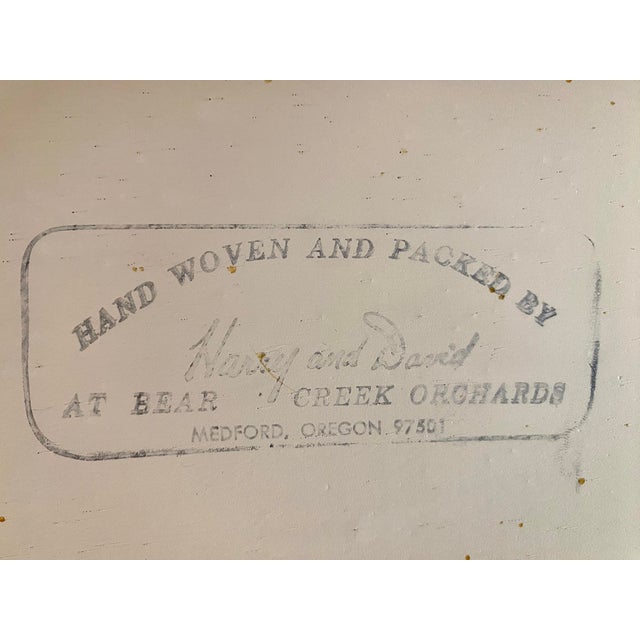 HAND WOVEN AND PACKED BY
Harry and David
AT BEAR CREEK ORCHARDS
MEDFORD, OREGON 97501